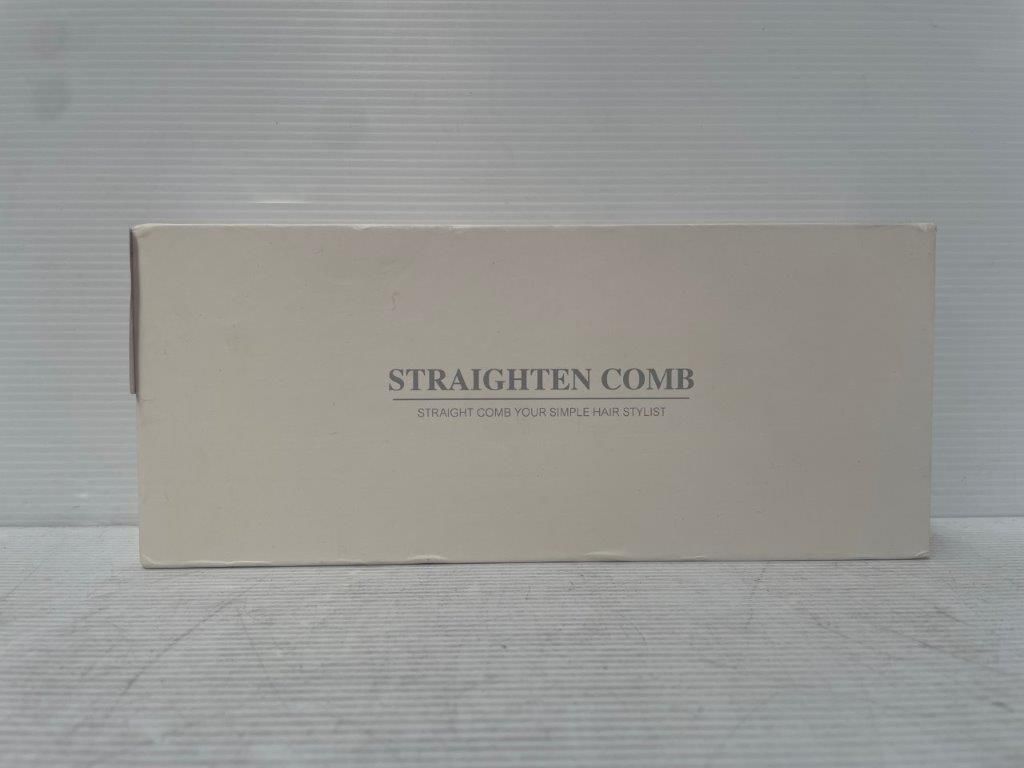 STRAIGHTEN COMB
STRAIGHT COMB YOUR SIMPLE HAIR STYLIST